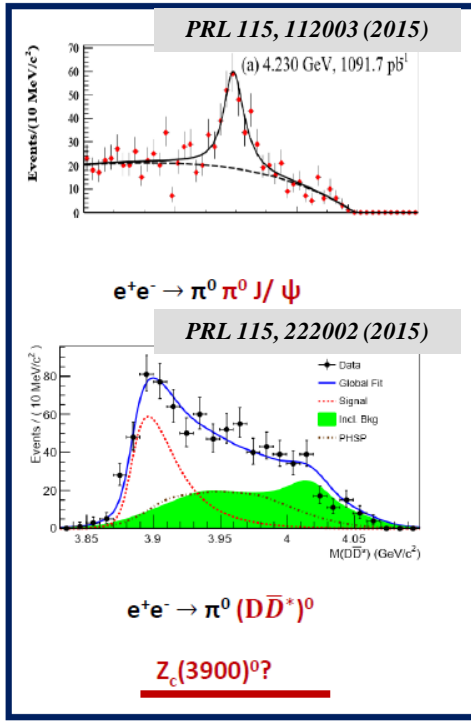 PRL 115, 112003 (2015)
(a) 4.230 GeV, 1091.7 pb¹
Events/(10 MeV/c²)
70
60
50
40
30
20
10
0
e⁺e⁻ → π⁰ π⁰ J/ ψ
PRL 115, 222002 (2015)
Events / ( 10 MeV/c² )
80
60
40
20
0
Data
Global Fit
Signal
Incl. Bkg
PHSP
3.85 3.9 3.95 4 4.05
M(DD̄*) (GeV/c²)
e⁺e⁻ → π⁰ (DD̄*)⁰
Z_c(3900)⁰?